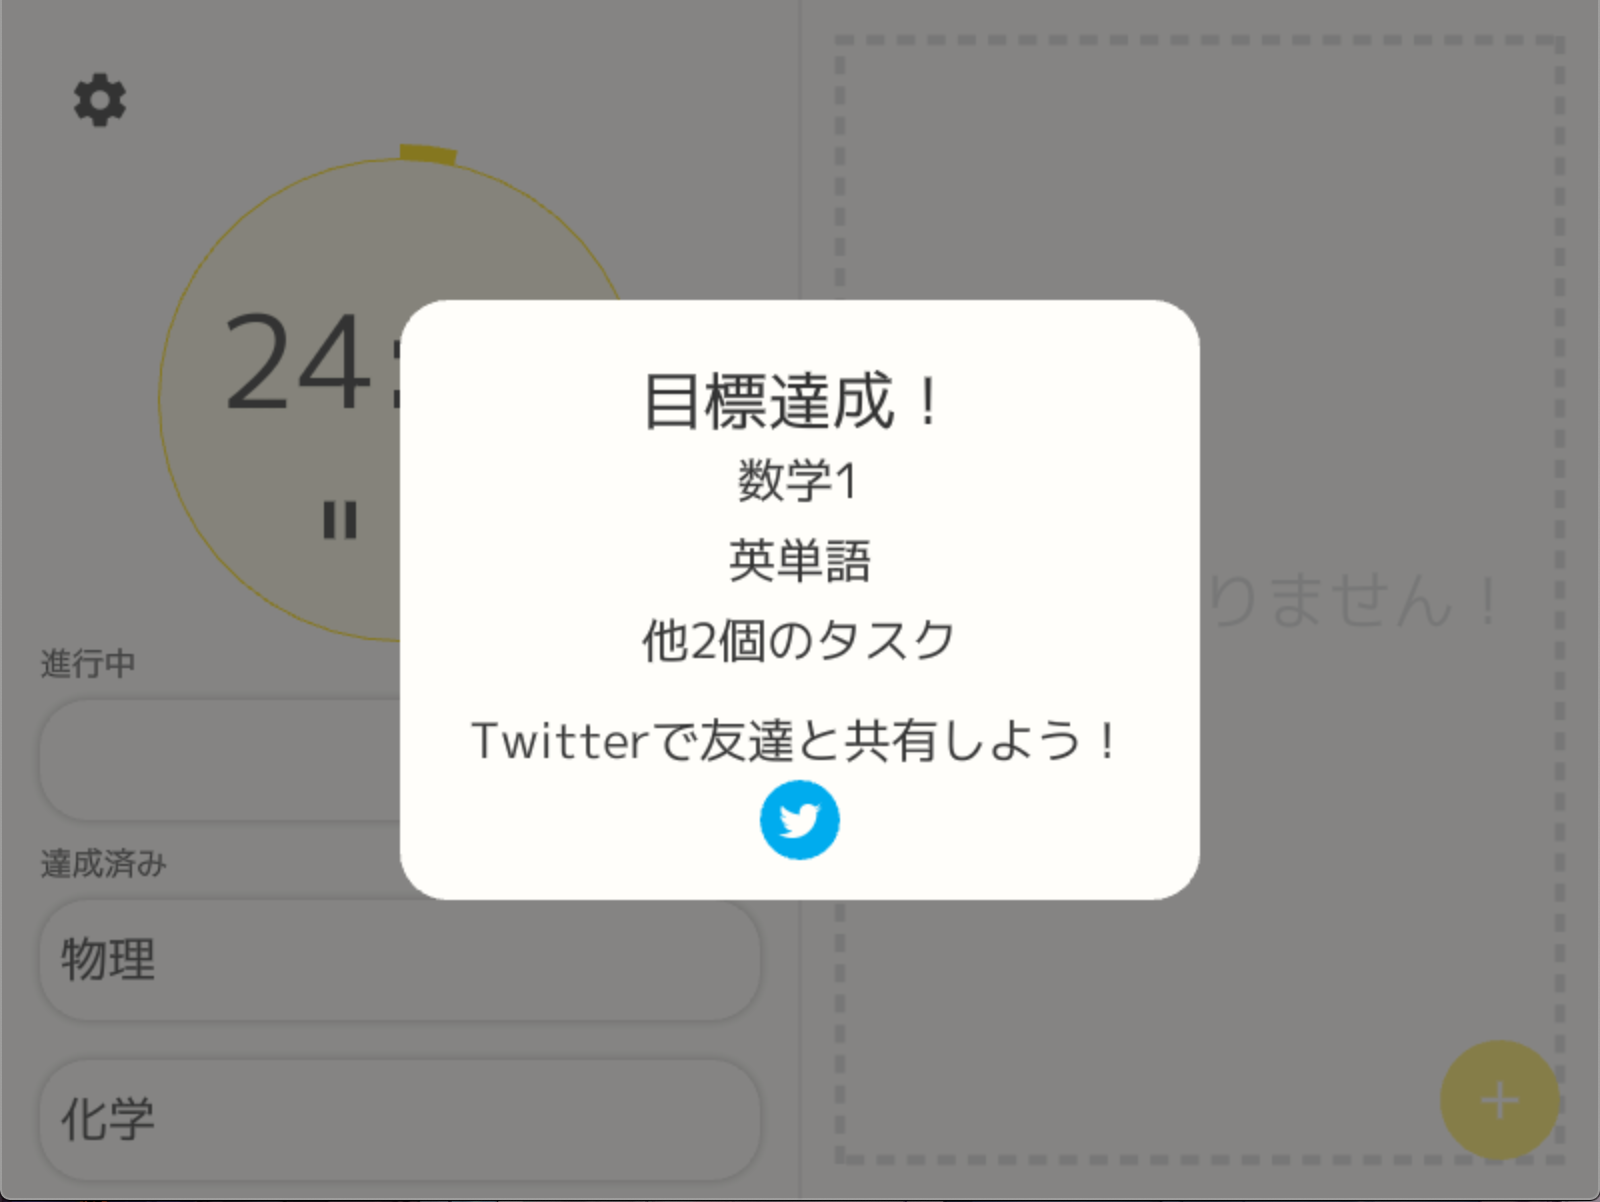 24:
進行中
達成済み
物理
化学
目標達成！
数学1
英単語
他2個のタスク
Twitterで友達と共有しよう！
りません！
+